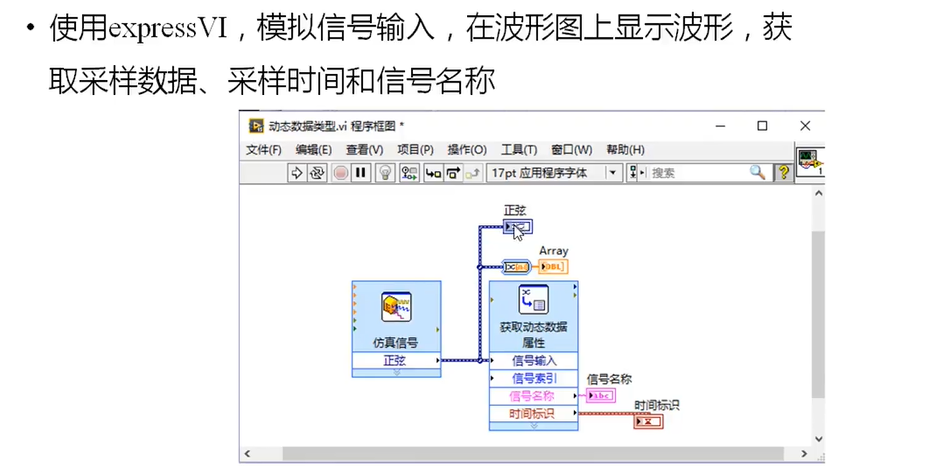 • 使用expressVI，模拟信号输入，在波形图上显示波形，获
取采样数据、采样时间和信号名称
动态数据类型.vi 程序框图 *
文件(F) 编辑(E) 查看(V) 项目(P) 操作(O) 工具(T) 窗口(W) 帮助(H)
17pt 应用程序字体 搜索
1
正弦
Array
DBL]
仿真信号
正弦
获取动态数据
属性
信号输入
信号索引
信号名称
时间标识
信号名称
abc
时间标识